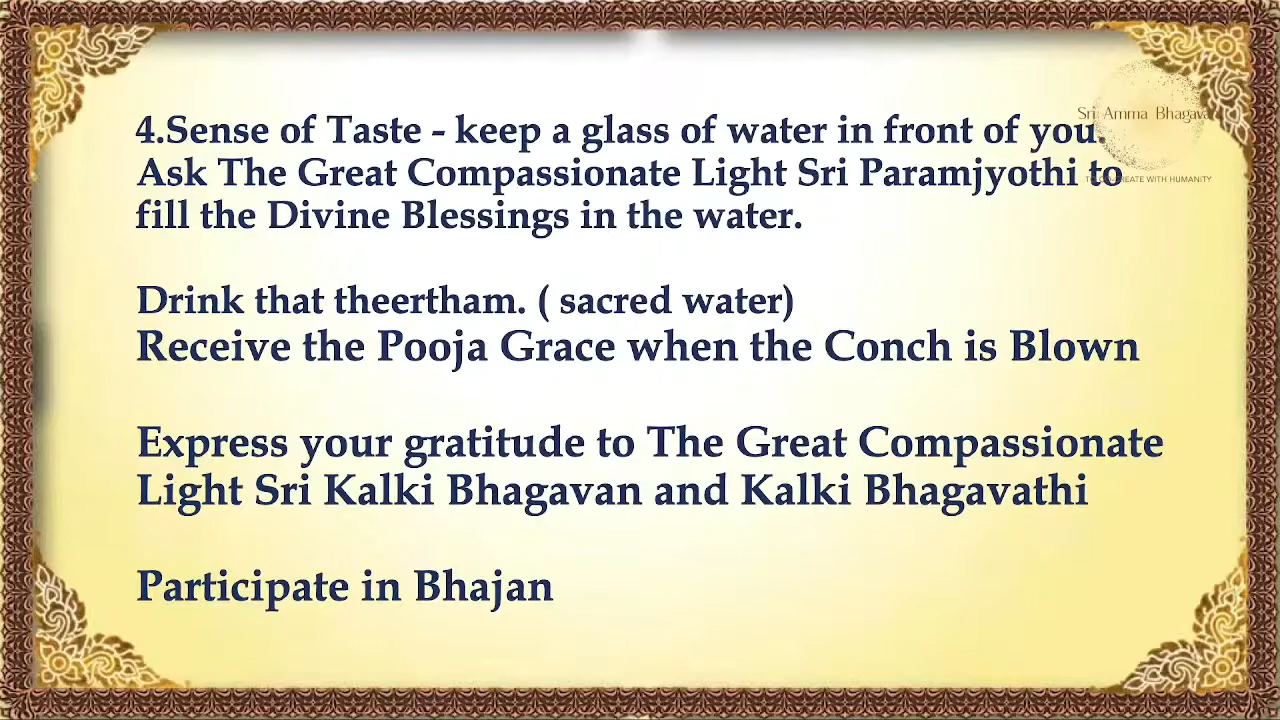 4.Sense of Taste - keep a glass of water in front of you.
Ask The Great Compassionate Light Sri Paramjyothi to
fill the Divine Blessings in the water.
Drink that theertham. ( sacred water)
Receive the Pooja Grace when the Conch is Blown
Express your gratitude to The Great Compassionate
Light Sri Kalki Bhagavan and Kalki Bhagavathi
Participate in Bhajan
Sri Amma Bhagava
WITH HUMANITY